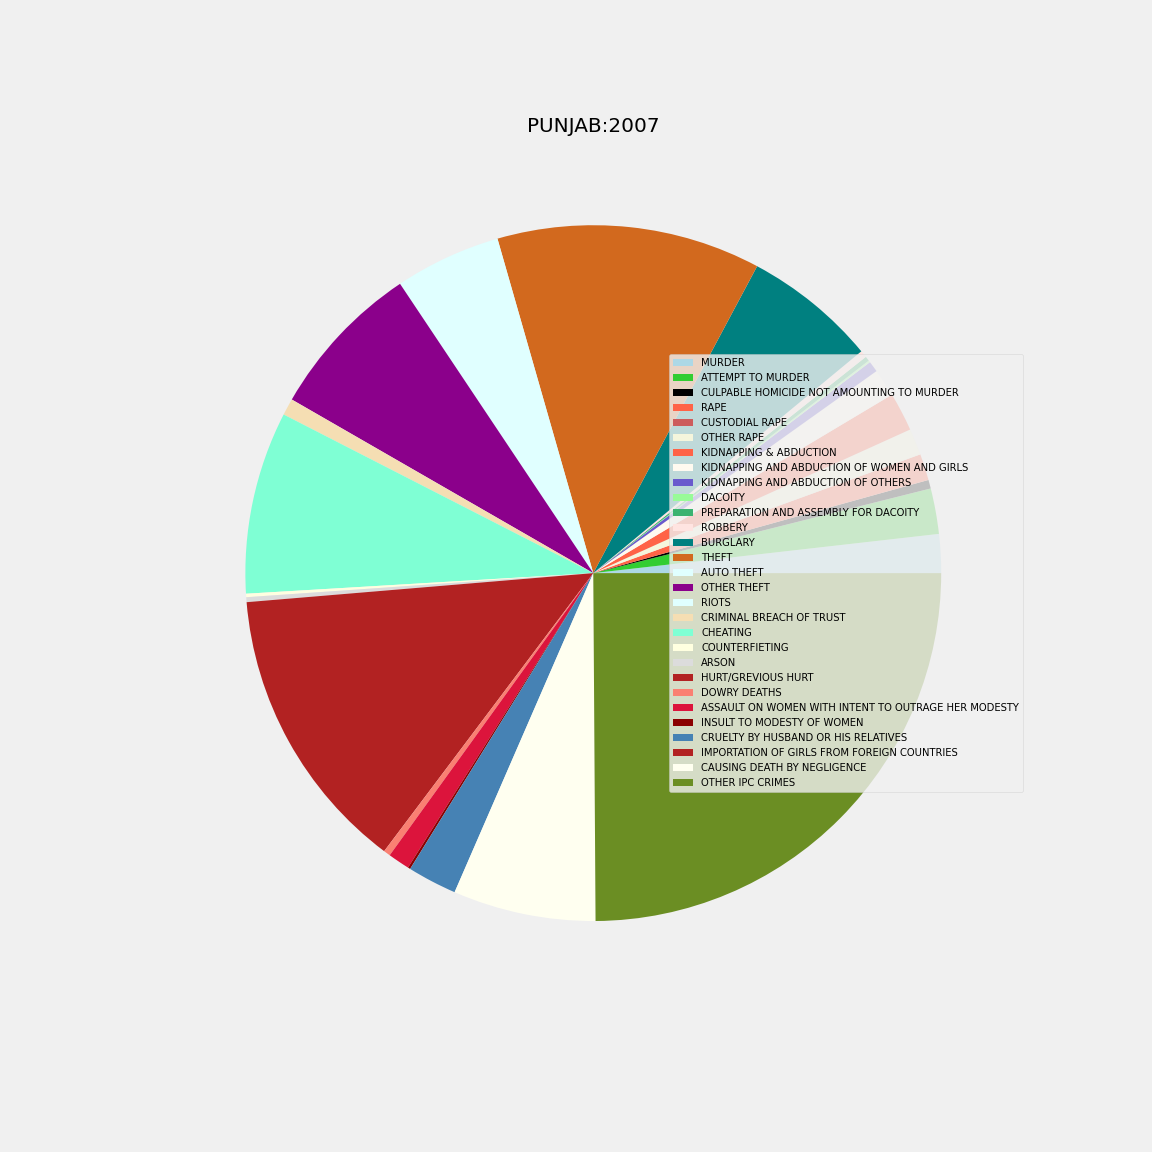 PUNJAB:2007
MURDER
ATTEMPT TO MURDER
CULPABLE HOMICIDE NOT AMOUNTING TO MURDER
RAPE
CUSTODIAL RAPE
OTHER RAPE
KIDNAPPING & ABDUCTION
KIDNAPPING AND ABDUCTION OF WOMEN AND GIRLS
KIDNAPPING AND ABDUCTION OF OTHERS
DACOITY
PREPARATION AND ASSEMBLY FOR DACOITY
ROBBERY
BURGLARY
THEFT
AUTO THEFT
OTHER THEFT
RIOTS
CRIMINAL BREACH OF TRUST
CHEATING
COUNTERFIETING
ARSON
HURT/GREVIOUS HURT
DOWRY DEATHS
ASSAULT ON WOMEN WITH INTENT TO OUTRAGE HER MODESTY
INSULT TO MODESTY OF WOMEN
CRUELTY BY HUSBAND OR HIS RELATIVES
IMPORTATION OF GIRLS FROM FOREIGN COUNTRIES
CAUSING DEATH BY NEGLIGENCE
OTHER IPC CRIMES